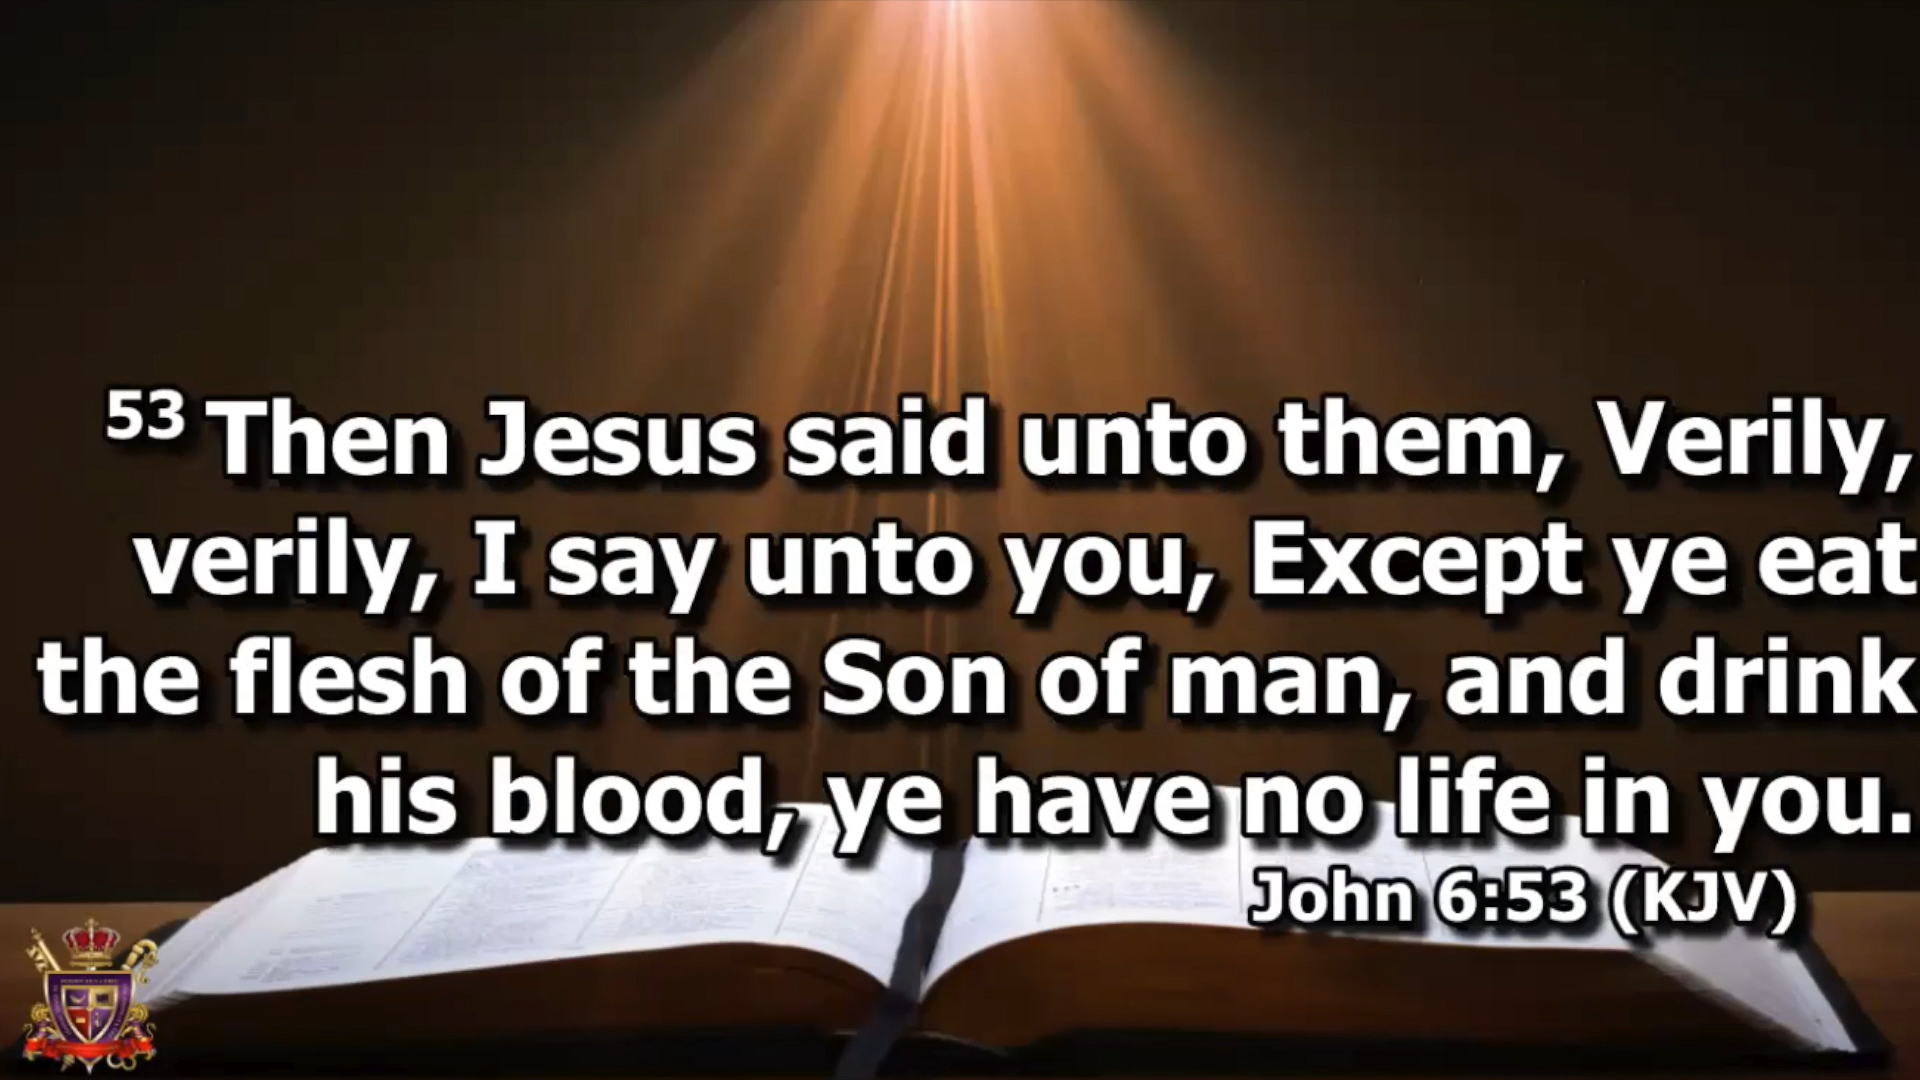 53 Then Jesus said unto them, Verily,
verily, I say unto you, Except ye eat
the flesh of the Son of man, and drink
his blood, ye have no life in you.
John 6:53 (KJV)